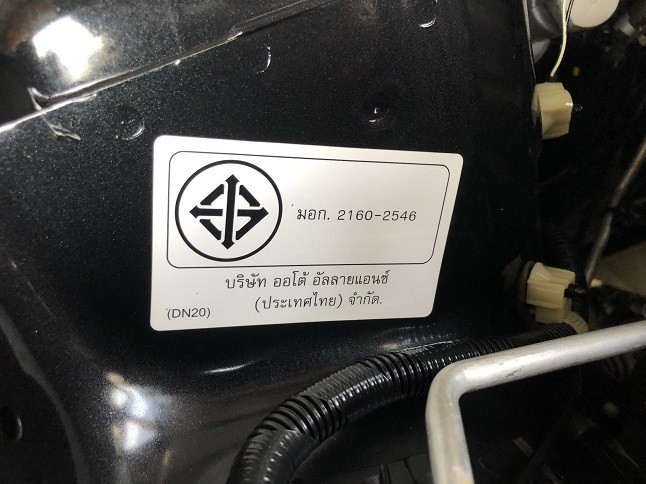 มอก. 2160-2546
บริษัท ออโต้ อัลลายแอนซ์
(ประเทศไทย) จำกัด.
(DN20)